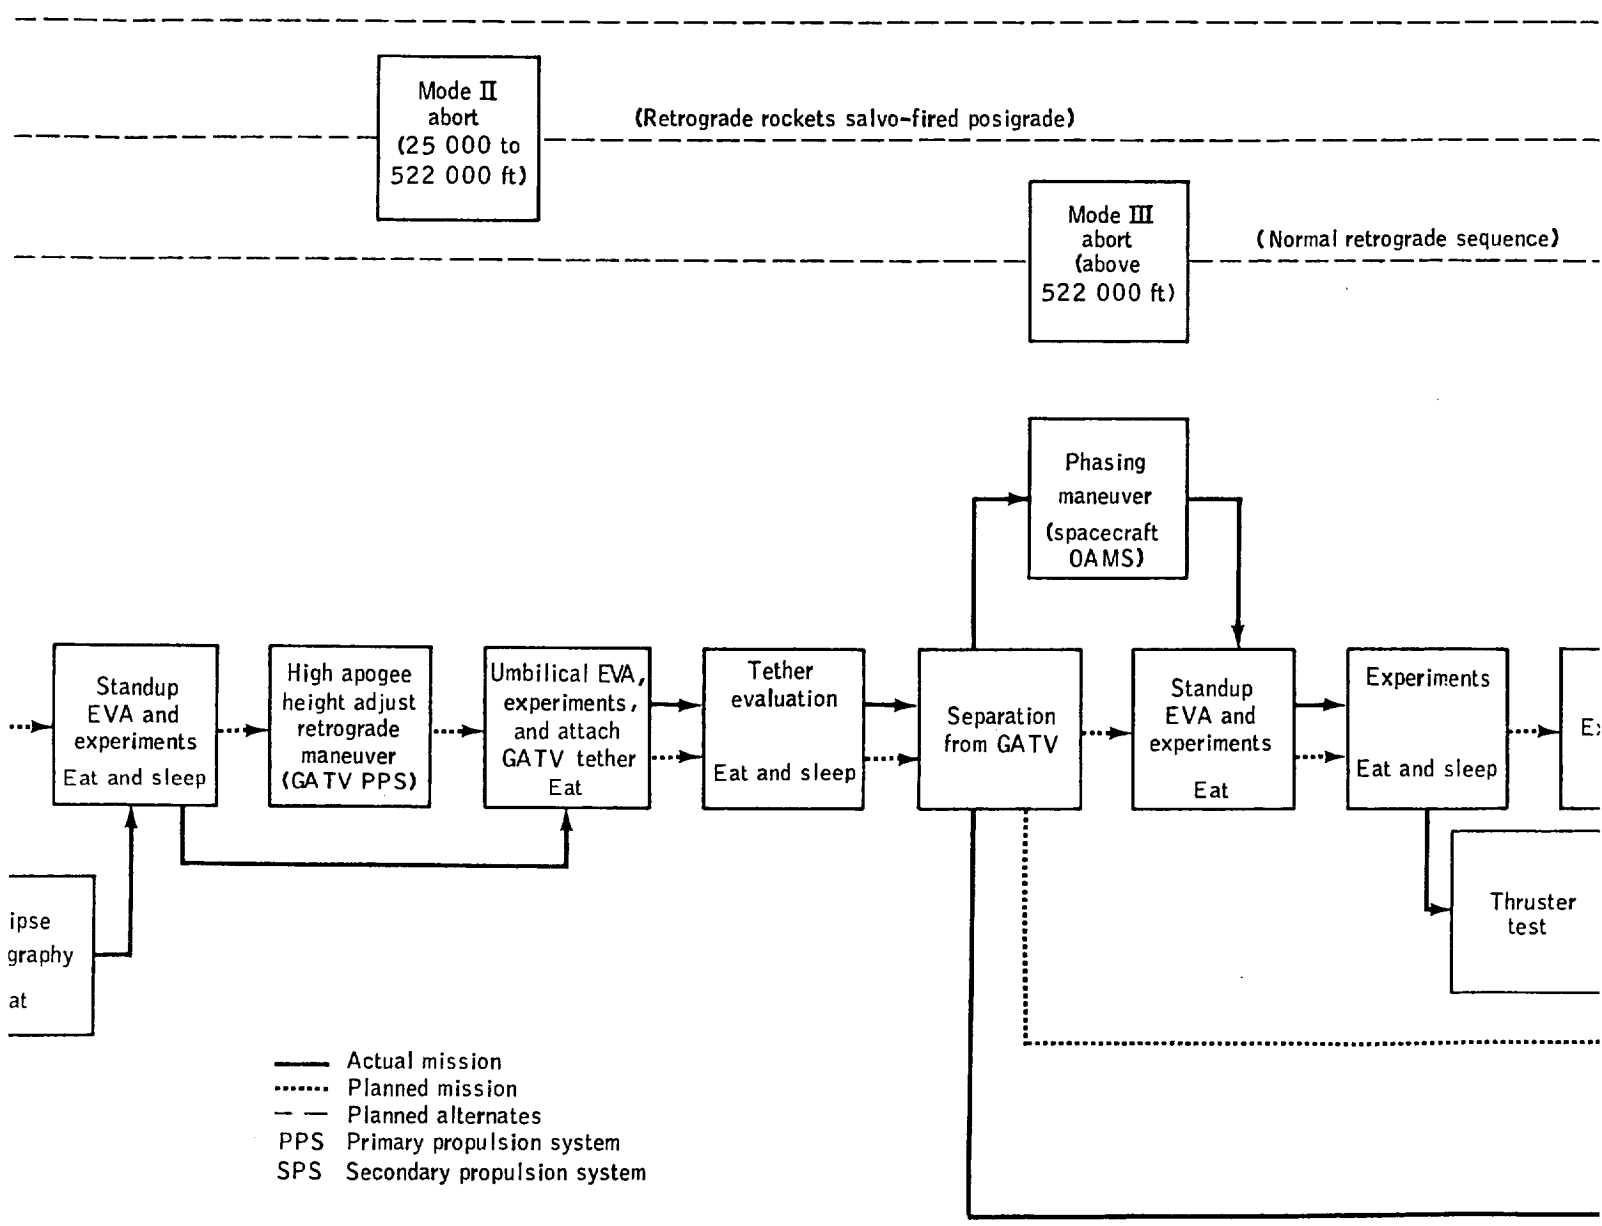 Mode II
abort
(25 000 to
522 000 ft)
(Retrograde rockets salvo-fired posigrade)
Mode III
abort
(above
522 000 ft)
(Normal retrograde sequence)
Phasing
maneuver
(spacecraft
OAMS)
Standup
EVA and
experiments
Eat and sleep
High apogee
height adjust
retrograde
maneuver
(GATV PPS)
Umbilical EVA,
experiments,
and attach
GATV tether
Eat
Tether
evaluation
Eat and sleep
Separation
from GATV
Standup
EVA and
experiments
Eat
Experiments
Eat and sleep
Ex
ipse
graphy
at
Thruster
test
Actual mission
Planned mission
Planned alternates
PPS Primary propulsion system
SPS Secondary propulsion system